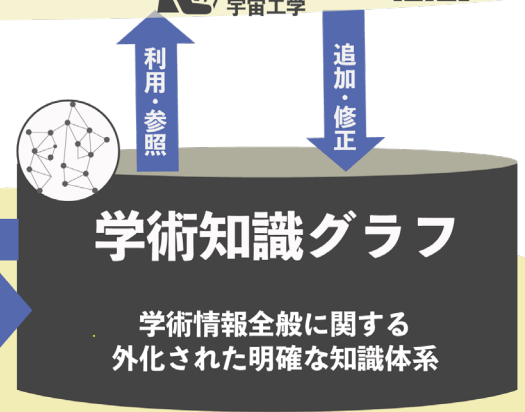 宇宙工学
利用・参照
追加・修正
学術知識グラフ
学術情報全般に関する
外化された明確な知識体系